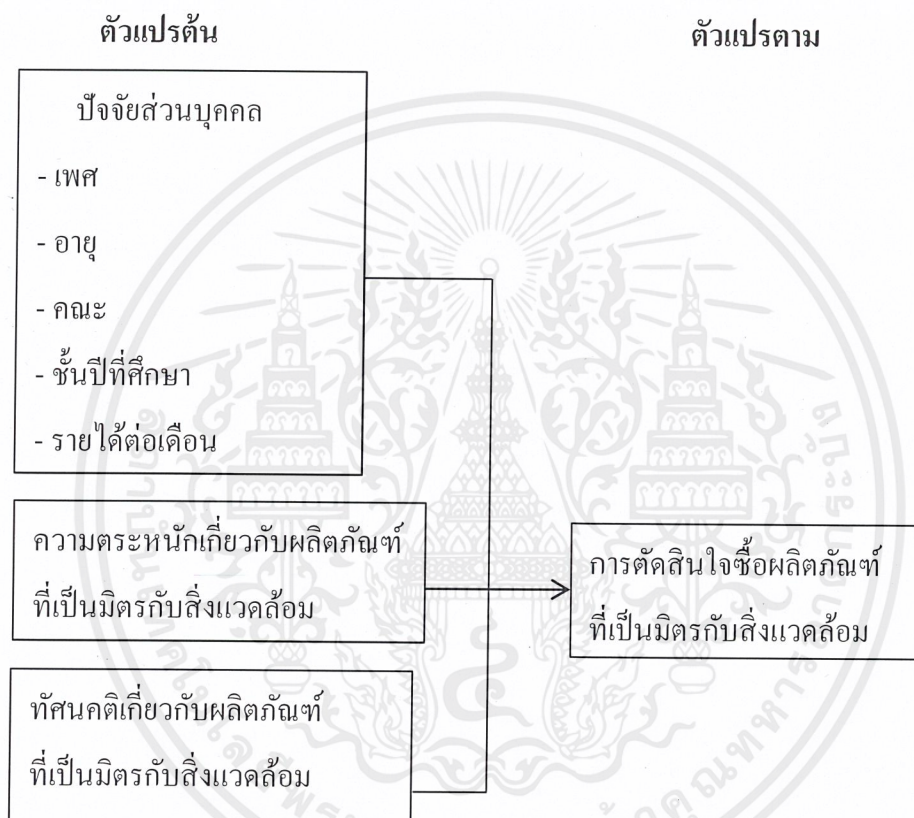 ตัวแปรต้น
ตัวแปรตาม
ปัจจัยส่วนบุคคล
- เพศ
- อายุ
- คณะ
- ชั้นปีที่ศึกษา
- รายได้ต่อเดือน
ความตระหนักเกี่ยวกับผลิตภัณฑ์
ที่เป็นมิตรกับสิ่งแวดล้อม
การตัดสินใจซื้อผลิตภัณฑ์
ที่เป็นมิตรกับสิ่งแวดล้อม
ทัศนคติเกี่ยวกับผลิตภัณฑ์
ที่เป็นมิตรกับสิ่งแวดล้อม